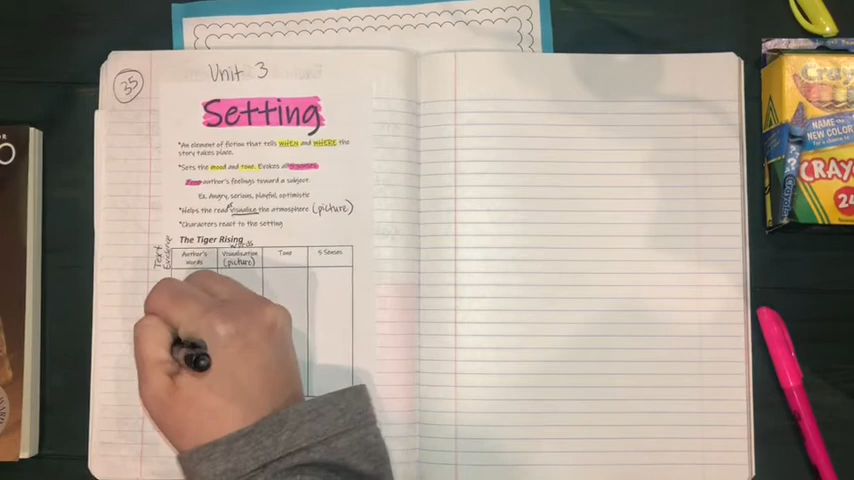 35
Unit 3
Setting
*An element of fiction that tells WHEN and WHERE the
story takes place.
*Sets the mood and tone. Evokes all 5 senses.
Tone author's feelings toward a subject.
Ex. Angry, serious, playful, optimistic
*Helps the reader visualize the atmosphere (picture)
*Characters react to the setting
The Tiger Rising
words
Text
Evidence
Author's
words
Visualization
(picture)
Tone
5 Senses
Crayola
NAME THE
NEW COLOR
CRAYO
24